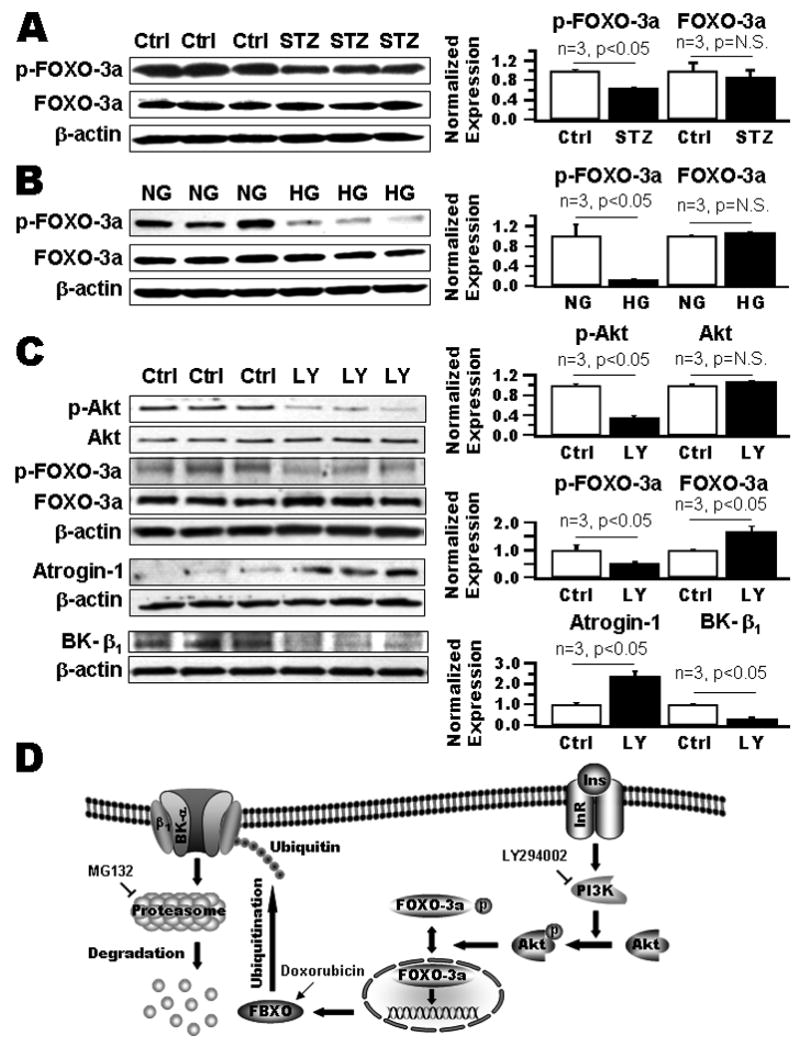 A
Ctrl Ctrl Ctrl STZ STZ STZ
p-FOXO-3a
FOXO-3a
β-actin
p-FOXO-3a FOXO-3a
n=3, p<0.05 n=3, p=N.S.
Normalized
Expression
1.2
0.8
0.4
0.0
Ctrl STZ Ctrl STZ
B
NG NG NG HG HG HG
p-FOXO-3a
FOXO-3a
β-actin
p-FOXO-3a FOXO-3a
n=3, p<0.05 n=3, p=N.S.
Normalized
Expression
1.2
0.8
0.4
0.0
NG HG NG HG
C
Ctrl Ctrl Ctrl LY LY LY
p-Akt
Akt
p-FOXO-3a
FOXO-3a
β-actin
Atrogin-1
β-actin
BK-β1
β-actin
p-Akt Akt
n=3, p<0.05 n=3, p=N.S.
Normalized
Expression
1.2
0.8
0.4
0.0
Ctrl LY Ctrl LY
p-FOXO-3a FOXO-3a
n=3, p<0.05 n=3, p<0.05
Normalized
Expression
2.0
1.0
0.0
Ctrl LY Ctrl LY
Atrogin-1 BK-β1
n=3, p<0.05 n=3, p<0.05
Normalized
Expression
3.0
2.0
1.0
0.0
Ctrl LY Ctrl LY
D
β1
BK-α
Ubiquitin
MG132
Proteasome
Degradation
Ubiquitination
Doxorubicin
FBXO
Ins
InR
LY294002
PI3K
FOXO-3a p
Akt p
Akt
FOXO-3a